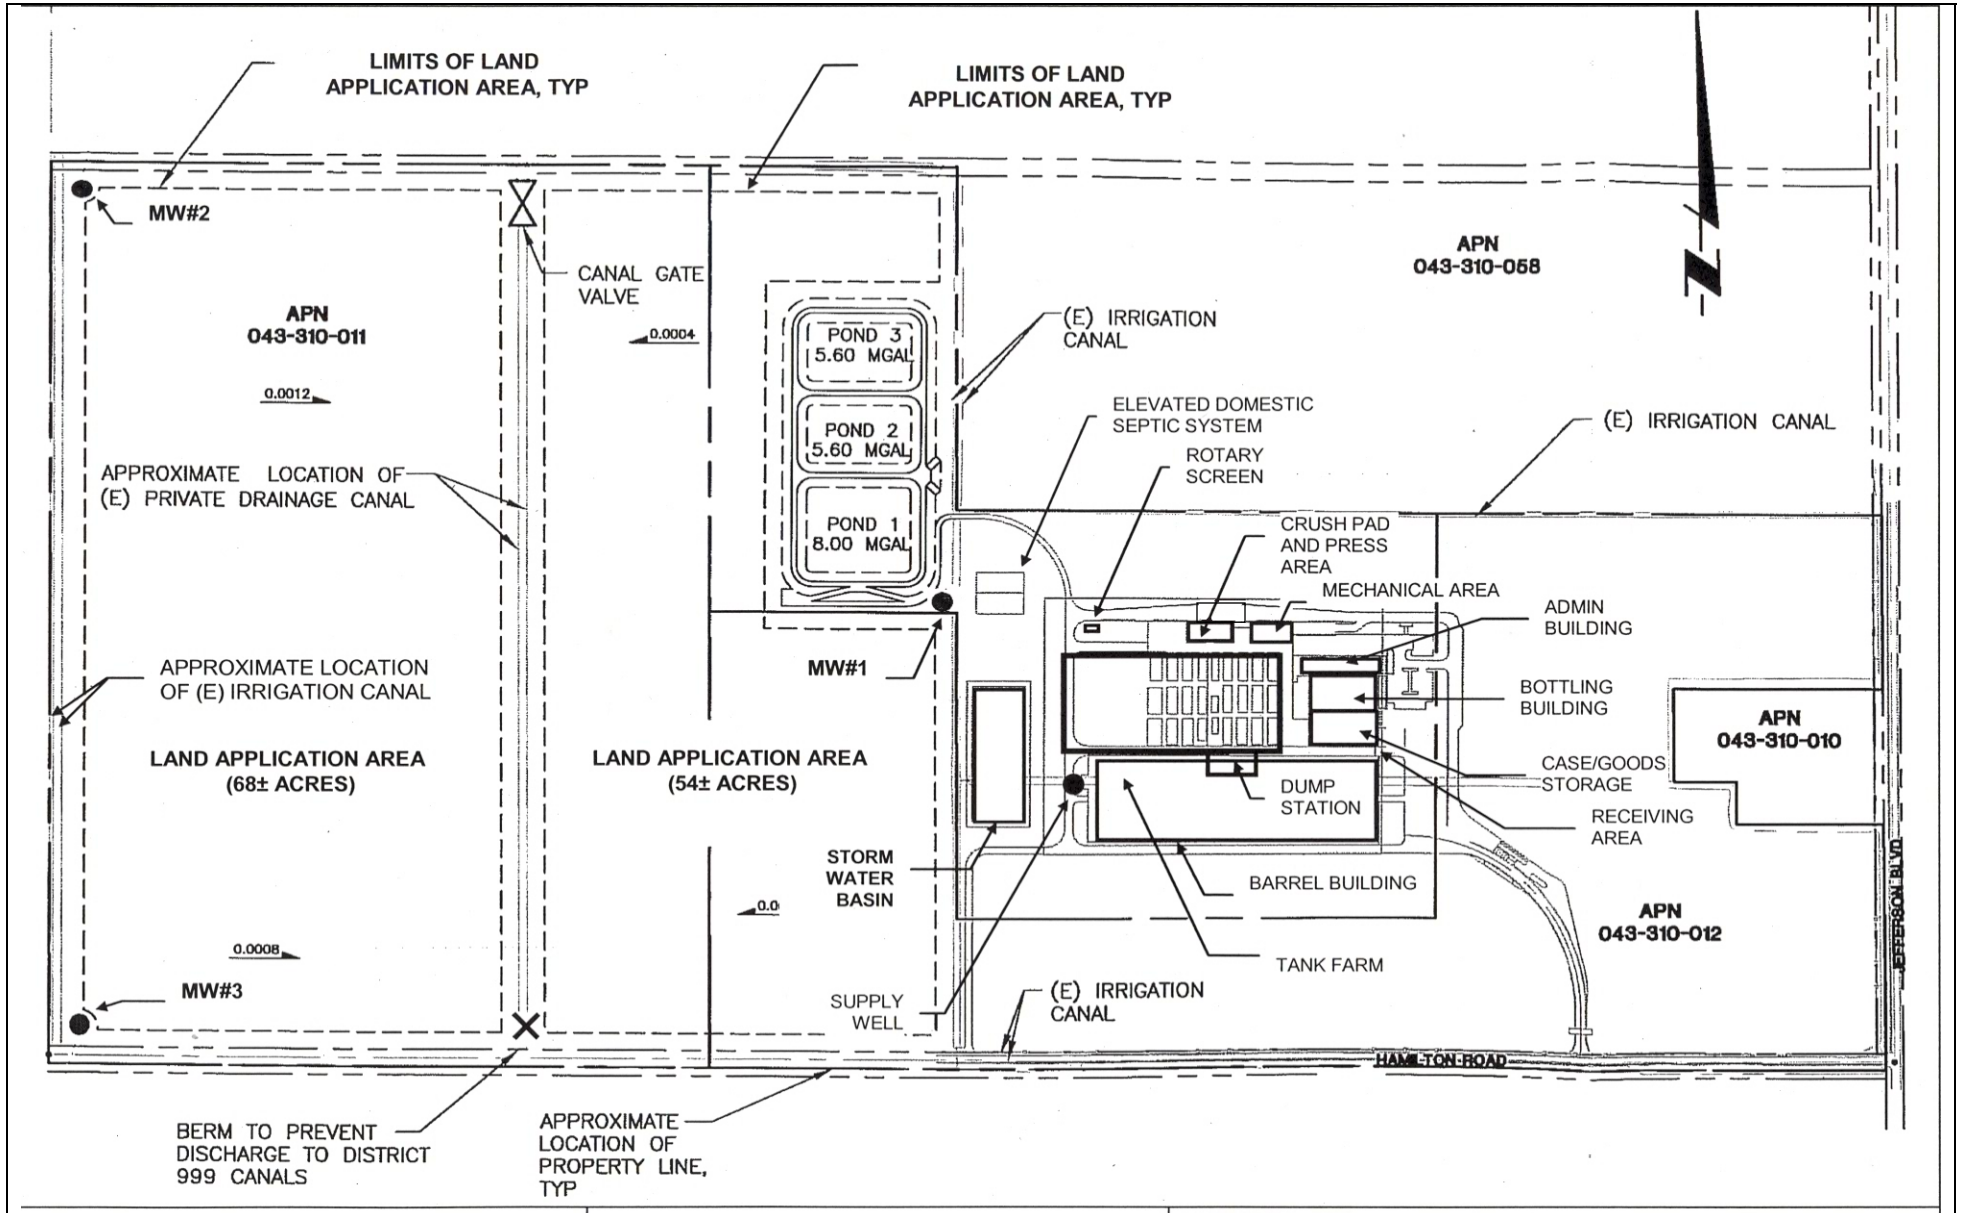 LIMITS OF LAND
APPLICATION AREA, TYP
LIMITS OF LAND
APPLICATION AREA, TYP
MW#2
CANAL GATE
VALVE
APN
043-310-011
0.0012
0.0004
POND 3
5.60 MGAL
POND 2
5.60 MGAL
POND 1
8.00 MGAL
APN
043-310-058
N
(E) IRRIGATION
CANAL
ELEVATED DOMESTIC
SEPTIC SYSTEM
ROTARY
SCREEN
(E) IRRIGATION CANAL
APPROXIMATE LOCATION OF
(E) PRIVATE DRAINAGE CANAL
CRUSH PAD
AND PRESS
AREA
MECHANICAL AREA
ADMIN
BUILDING
MW#1
APPROXIMATE LOCATION
OF (E) IRRIGATION CANAL
BOTTLING
BUILDING
APN
043-310-010
LAND APPLICATION AREA
(68± ACRES)
LAND APPLICATION AREA
(54± ACRES)
CASE/GOODS
STORAGE
DUMP
STATION
RECEIVING
AREA
STORM
WATER
BASIN
BARREL BUILDING
0.0
APN
043-310-012
JEFFERSON BLVD
0.0008
TANK FARM
MW#3
SUPPLY
WELL
(E) IRRIGATION
CANAL
HAMILTON ROAD
BERM TO PREVENT
DISCHARGE TO DISTRICT
999 CANALS
APPROXIMATE
LOCATION OF
PROPERTY LINE,
TYP